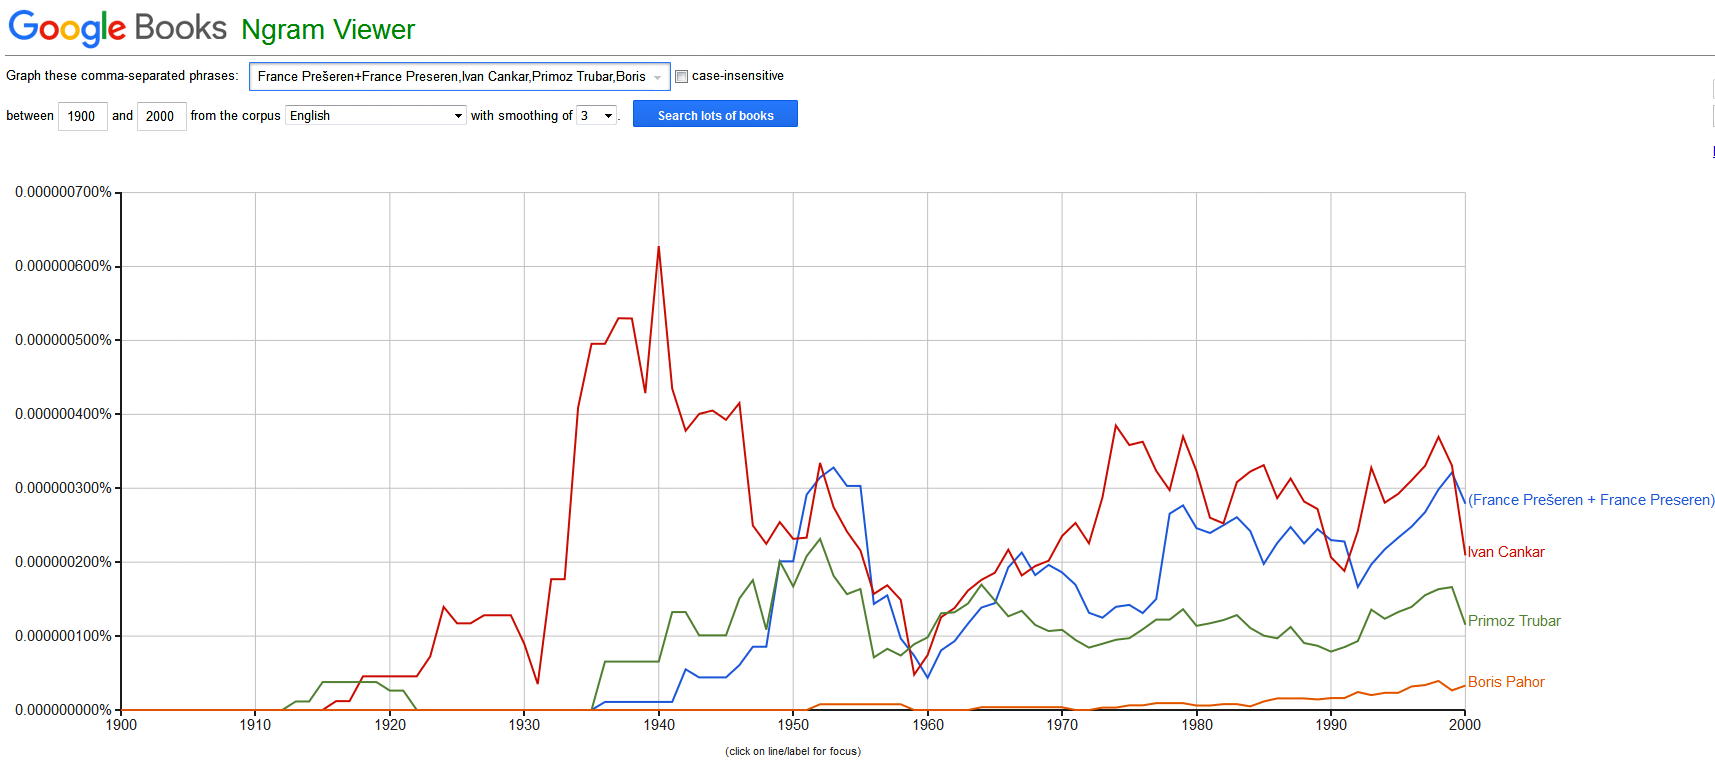 Google Books Ngram Viewer
Graph these comma-separated phrases: France Prešeren+France Preseren,Ivan Cankar,Primoz Trubar,Boris case-insensitive
between 1900 and 2000 from the corpus English with smoothing of 3 . Search lots of books
0.000000700%
0.000000600%
0.000000500%
0.000000400%
0.000000300%
(France Prešeren + France Preseren)
Ivan Cankar
0.000000200%
Primoz Trubar
0.000000100%
Boris Pahor
0.000000000%
1900 1910 1920 1930 1940 1950 1960 1970 1980 1990 2000
(click on line/label for focus)